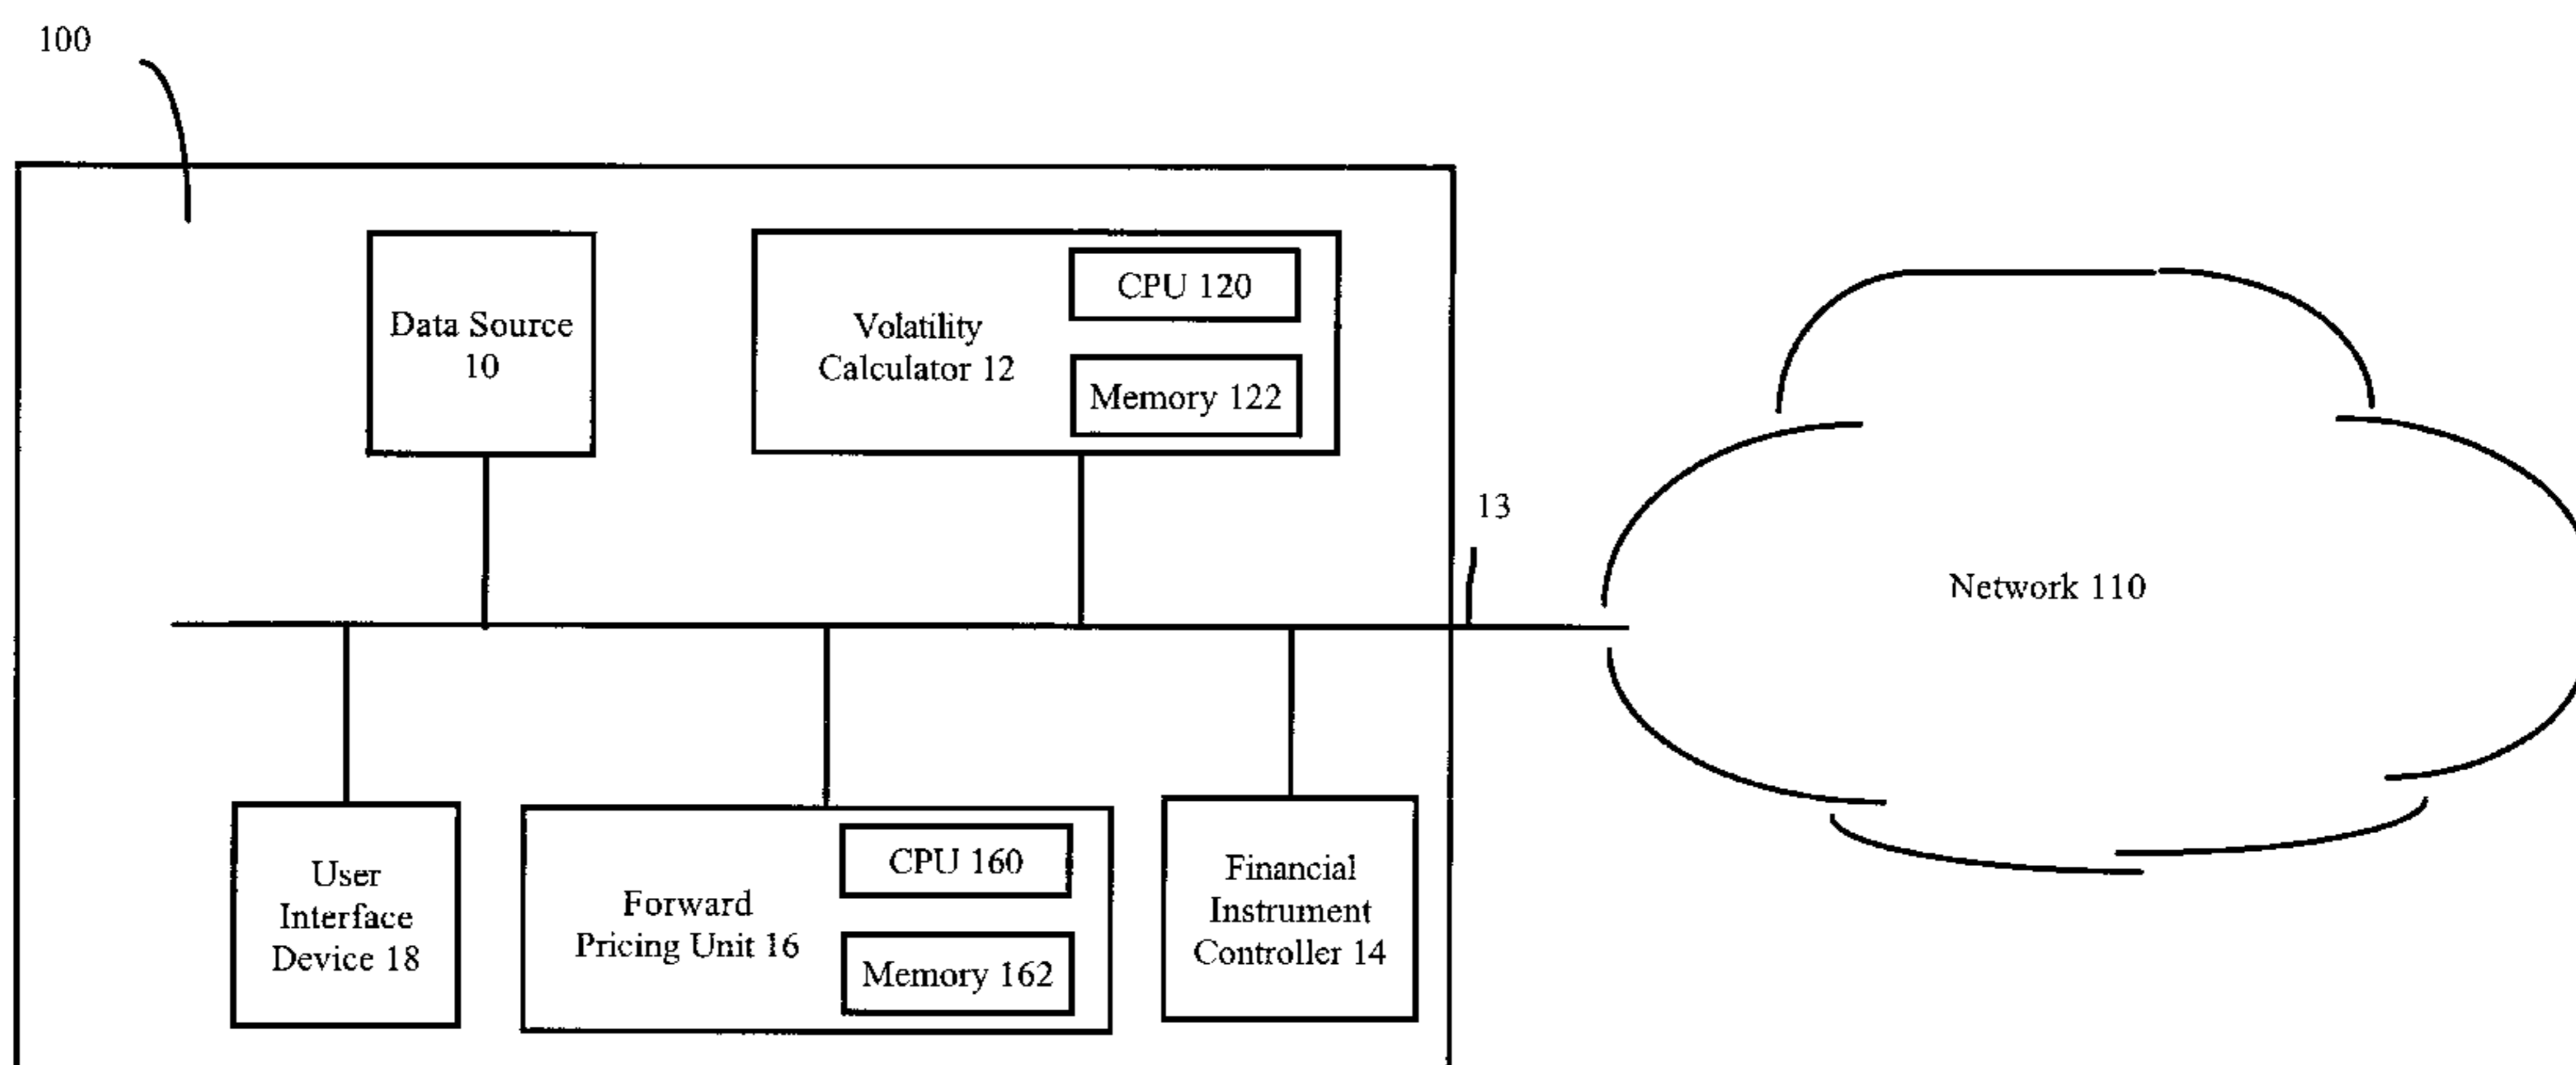 100
Data Source
10
Volatility
Calculator 12
CPU 120
Memory 122
13
Network 110
User
Interface
Device 18
Forward
Pricing Unit 16
CPU 160
Memory 162
Financial
Instrument
Controller 14